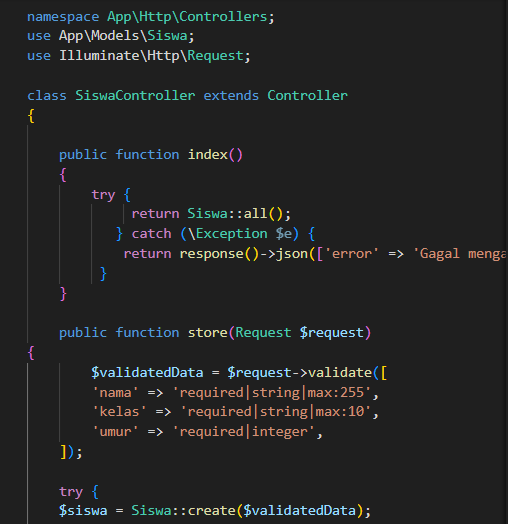 namespace App\Http\Controllers;
use App\Models\Siswa;
use Illuminate\Http\Request;
class SiswaController extends Controller
{
public function index()
{
try {
return Siswa::all();
} catch (\Exception $e) {
return response()->json(['error' => 'Gagal menga
}
}
public function store(Request $request)
{
$validatedData = $request->validate([
'nama' => 'required|string|max:255',
'kelas' => 'required|string|max:10',
'umur' => 'required|integer',
]);
try {
$siswa = Siswa::create($validatedData);